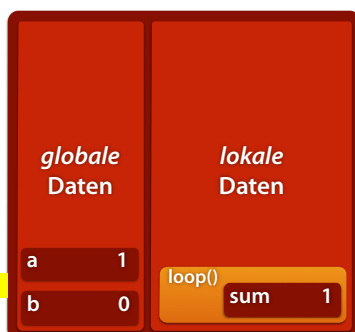 globale
Daten
a 1
b 0
lokale
Daten
loop()
sum 1